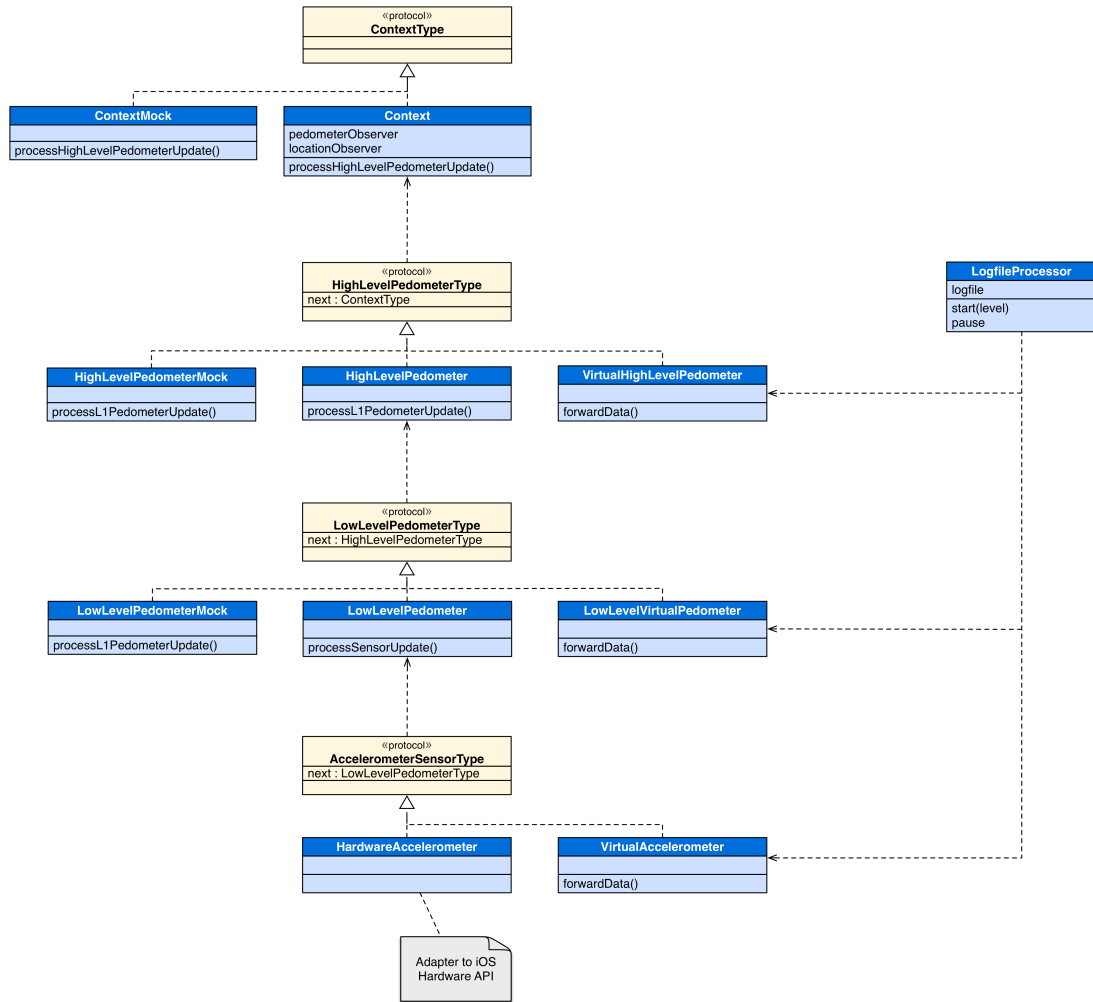 «protocol»
ContextType
ContextMock
processHighLevelPedometerUpdate()
Context
pedometerObserver
locationObserver
processHighLevelPedometerUpdate()
«protocol»
HighLevelPedometerType
next : ContextType
LogfileProcessor
logfile
start(level)
pause
HighLevelPedometerMock
processL1PedometerUpdate()
HighLevelPedometer
processL1PedometerUpdate()
VirtualHighLevelPedometer
forwardData()
«protocol»
LowLevelPedometerType
next : HighLevelPedometerType
LowLevelPedometerMock
processL1PedometerUpdate()
LowLevelPedometer
processSensorUpdate()
LowLevelVirtualPedometer
forwardData()
«protocol»
AccelerometerSensorType
next : LowLevelPedometerType
HardwareAccelerometer
VirtualAccelerometer
forwardData()
Adapter to iOS
Hardware API